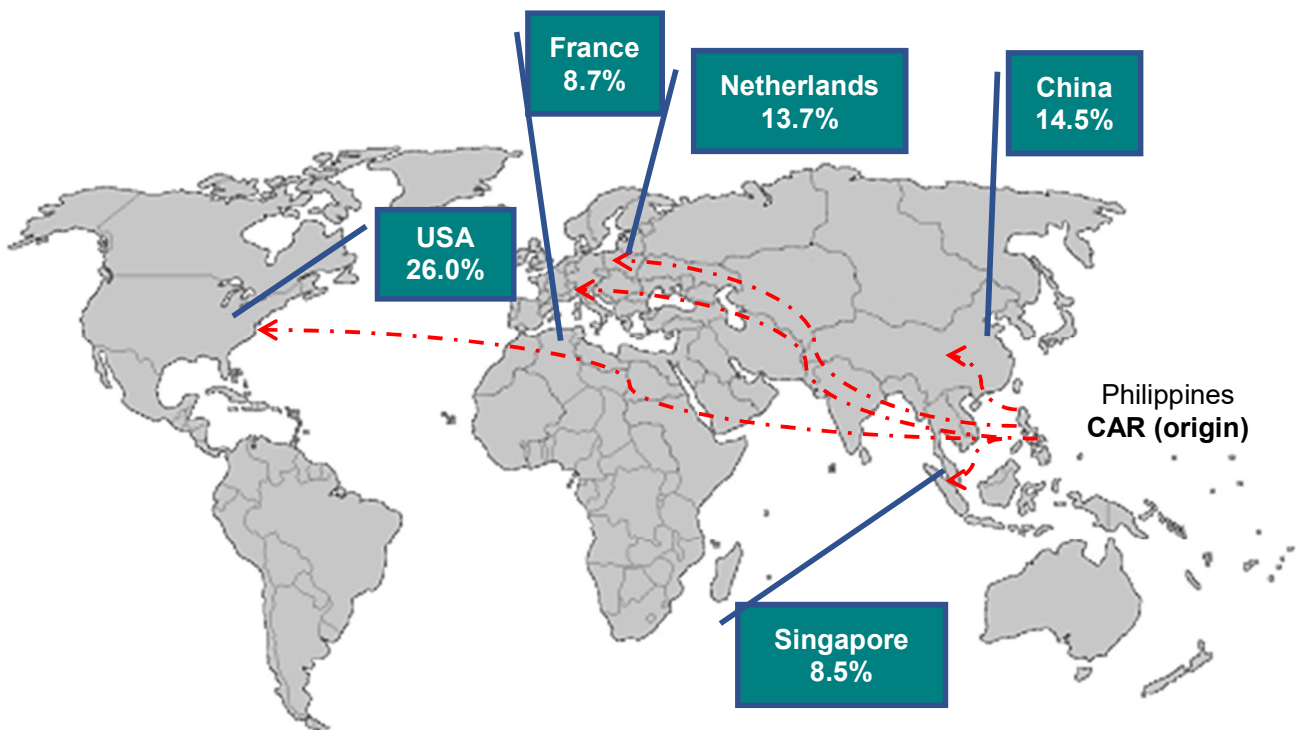 France
8.7%
Netherlands
13.7%
China
14.5%
USA
26.0%
Philippines
CAR (origin)
Singapore
8.5%